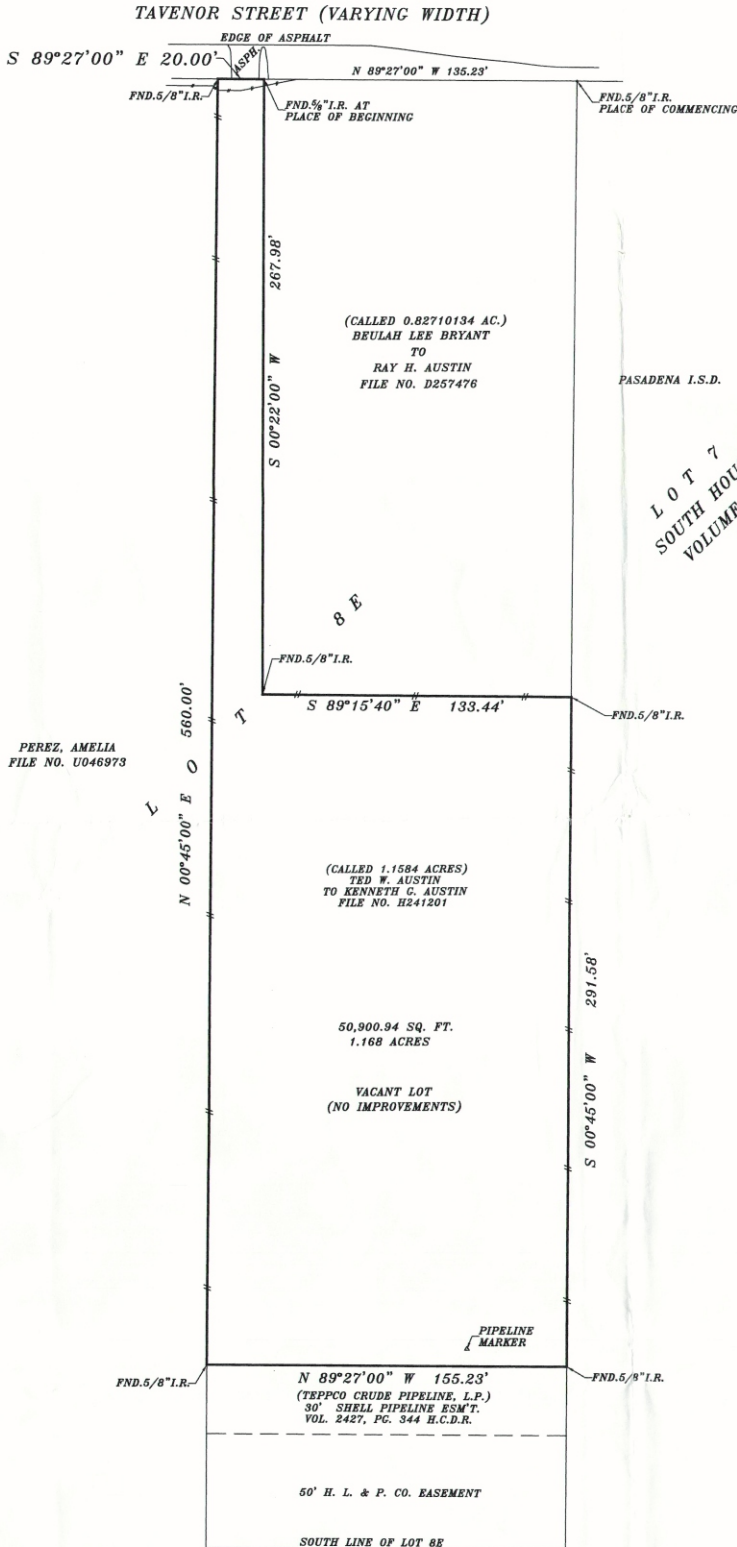 TAVENOR STREET (VARYING WIDTH)
EDGE OF ASPHALT
S 89°27'00" E 20.00'
ASPH.
N 89°27'00" W 135.23'
FND.5/8"I.R.
FND.5/8"I.R. AT
PLACE OF BEGINNING
FND.5/8"I.R.
PLACE OF COMMENCING
S 00°22'00" W 267.98'
(CALLED 0.82710134 AC.)
BEULAH LEE BRYANT
TO
RAY H. AUSTIN
FILE NO. D257476
PASADENA I.S.D.
LOT 7
SOUTH HOU
VOLUME
LOT 8E
FND.5/8"I.R.
S 89°15'40" E 133.44'
FND.5/8"I.R.
PEREZ, AMELIA
FILE NO. U046973
N 00°45'00" E 560.00'
(CALLED 1.1584 ACRES)
TED W. AUSTIN
TO KENNETH G. AUSTIN
FILE NO. H241201
50,900.94 SQ. FT.
1.168 ACRES
VACANT LOT
(NO IMPROVEMENTS)
S 00°45'00" W 291.58'
PIPELINE
MARKER
FND.5/8"I.R.
N 89°27'00" W 155.23'
FND.5/8"I.R.
(TEPPCO CRUDE PIPELINE, L.P.)
30' SHELL PIPELINE ESM'T.
VOL. 2427, PG. 344 H.C.D.R.
50' H. L. & P. CO. EASEMENT
SOUTH LINE OF LOT 8E